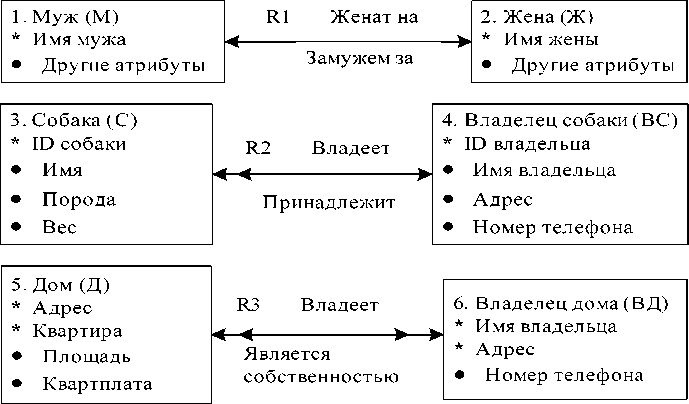 1. Муж (М)
* Имя мужа
● Другие атрибуты
R1 Женат на
Замужем за
2. Жена (Ж)
* Имя жены
● Другие атрибуты
3. Собака (С)
* ID собаки
● Имя
● Порода
● Вес
R2 Владеет
Принадлежит
4. Владелец собаки (ВС)
* ID владельца
● Имя владельца
● Адрес
● Номер телефона
5. Дом (Д)
* Адрес
* Квартира
● Площадь
● Квартплата
R3 Владеет
Является
собственностью
6. Владелец дома (ВД)
* Имя владельца
* Адрес
● Номер телефона